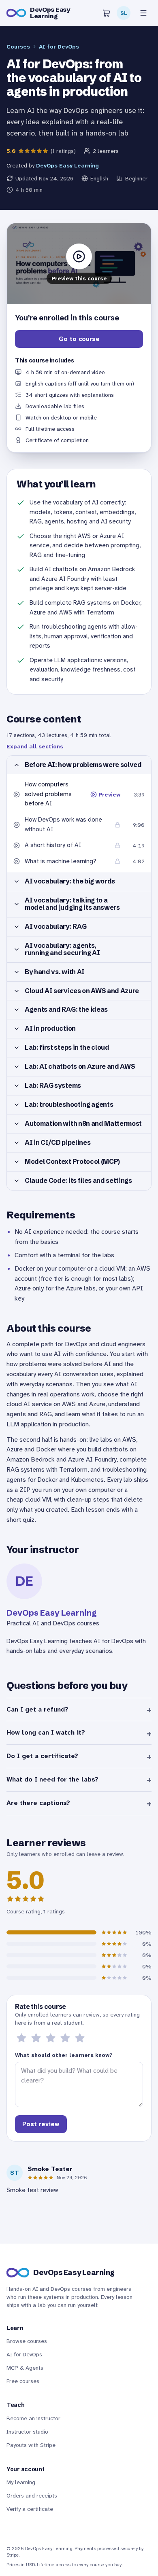 DevOps Easy
Learning
SL
Courses > AI for DevOps
AI for DevOps: from
the vocabulary of AI to
agents in production
Learn AI the way DevOps engineers use it:
every term explained with a real-life
example, then built in a hands-on lab
5.0 ★★★★★ (1 ratings) 2 learners
Created by DevOps Easy Learning
Updated Nov 24, 2026 English Beginner
4 h 50 min
Preview this course
You're enrolled in this course
Go to course
This course includes
4 h 50 min of on-demand video
English captions (off until you turn them on)
34 short quizzes with explanations
Downloadable lab files
Watch on desktop or mobile
Full lifetime access
Certificate of completion
What you'll learn
Use the vocabulary of AI correctly:
models, tokens, context, embeddings,
RAG, agents, hosting and AI security
Choose the right AWS or Azure AI
service, and decide between prompting,
RAG and fine-tuning
Build AI chatbots on Amazon Bedrock
and Azure AI Foundry with least
privilege and keys kept server-side
Build complete RAG systems on Docker,
Azure and AWS with Terraform
Run troubleshooting agents with allow-
lists, human approval, verification and
reports
Operate LLM applications: versions,
evaluation, knowledge freshness, cost
and security
Course content
17 sections, 43 lectures, 4 h 50 min total
Expand all sections
Before AI: how problems were solved
How computers
solved problems
before AI
Preview 3:39
How DevOps work was done
without AI
9:00
A short history of AI 4:19
What is machine learning? 4:02
AI vocabulary: the big words
AI vocabulary: talking to a
model and judging its answers
AI vocabulary: RAG
AI vocabulary: agents,
running and securing AI
By hand vs. with AI
Cloud AI services on AWS and Azure
Agents and RAG: the ideas
AI in production
Lab: first steps in the cloud
Lab: AI chatbots on Azure and AWS
Lab: RAG systems
Lab: troubleshooting agents
Automation with n8n and Mattermost
AI in CI/CD pipelines
Model Context Protocol (MCP)
Claude Code: its files and settings
Requirements
No AI experience needed: the course starts
from the basics
Comfort with a terminal for the labs
Docker on your computer or a cloud VM; an AWS
account (free tier is enough for most labs);
Azure only for the Azure labs, or your own API
key
About this course
A complete path for DevOps and cloud engineers
who want to use AI with confidence. You start with
how problems were solved before AI and the
vocabulary every AI conversation uses, explained
with everyday scenarios. Then you see what AI
changes in real operations work, choose the right
cloud AI service on AWS and Azure, understand
agents and RAG, and learn what it takes to run an
LLM application in production.
The second half is hands-on: live labs on AWS,
Azure and Docker where you build chatbots on
Amazon Bedrock and Azure AI Foundry, complete
RAG systems with Terraform, and troubleshooting
agents for Docker and Kubernetes. Every lab ships
as a ZIP you run on your own computer or a
cheap cloud VM, with clean-up steps that delete
only what you created. Each lesson ends with a
short quiz.
Your instructor
DE
DevOps Easy Learning
Practical AI and DevOps courses
DevOps Easy Learning teaches AI for DevOps with
hands-on labs and everyday scenarios.
Questions before you buy
Can I get a refund? +
How long can I watch it? +
Do I get a certificate? +
What do I need for the labs? +
Are there captions? +
Learner reviews
Only learners who enrolled can leave a review.
5.0
★★★★★
Course rating, 1 ratings
★★★★★ 100%
★★★★★ 0%
★★★★★ 0%
★★★★★ 0%
★★★★★ 0%
Rate this course
Only enrolled learners can review, so every rating
here is from a real student.
★★★★★
What should other learners know?
What did you build? What could be
clearer?
Post review
ST
Smoke Tester
★★★★★ Nov 24, 2026
Smoke test review
DevOps Easy Learning
Hands-on AI and DevOps courses from engineers
who run these systems in production. Every lesson
ships with a lab you can run yourself.
Learn
Browse courses
AI for DevOps
MCP & Agents
Free courses
Teach
Become an instructor
Instructor studio
Payouts with Stripe
Your account
My learning
Orders and receipts
Verify a certificate
© 2026 DevOps Easy Learning. Payments processed securely by
Stripe.
Prices in USD. Lifetime access to every course you buy.